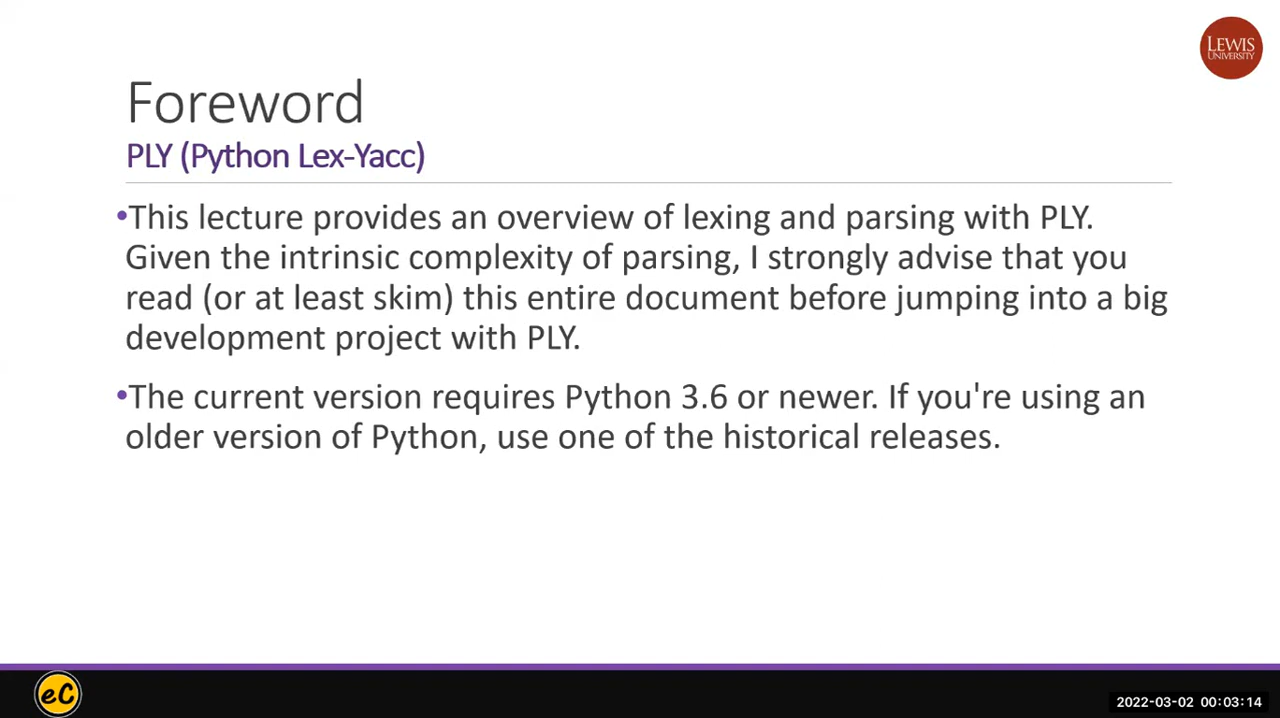 LEWIS
UNIVERSITY
Foreword
PLY (Python Lex-Yacc)
•This lecture provides an overview of lexing and parsing with PLY.
Given the intrinsic complexity of parsing, I strongly advise that you
read (or at least skim) this entire document before jumping into a big
development project with PLY.
•The current version requires Python 3.6 or newer. If you're using an
older version of Python, use one of the historical releases.
eC
2022-03-02 00:03:14